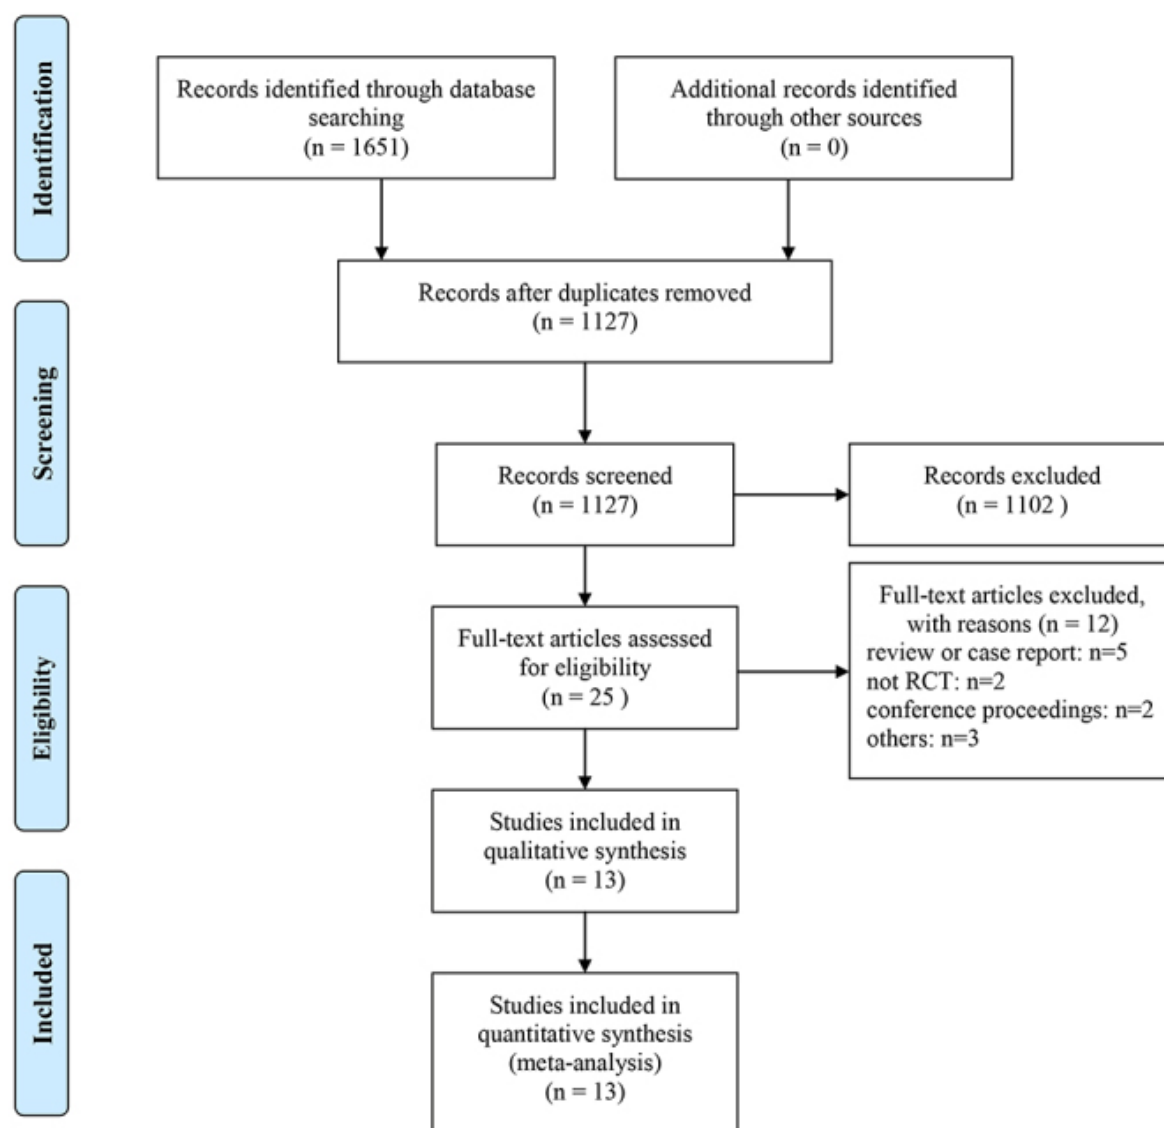 Identification
Records identified through database
searching
(n = 1651)
Additional records identified
through other sources
(n = 0)
Records after duplicates removed
(n = 1127)
Screening
Records screened
(n = 1127)
Records excluded
(n = 1102 )
Eligibility
Full-text articles assessed
for eligibility
(n = 25 )
Full-text articles excluded,
with reasons (n = 12)
review or case report: n=5
not RCT: n=2
conference proceedings: n=2
others: n=3
Studies included in
qualitative synthesis
(n = 13)
Included
Studies included in
quantitative synthesis
(meta-analysis)
(n = 13)